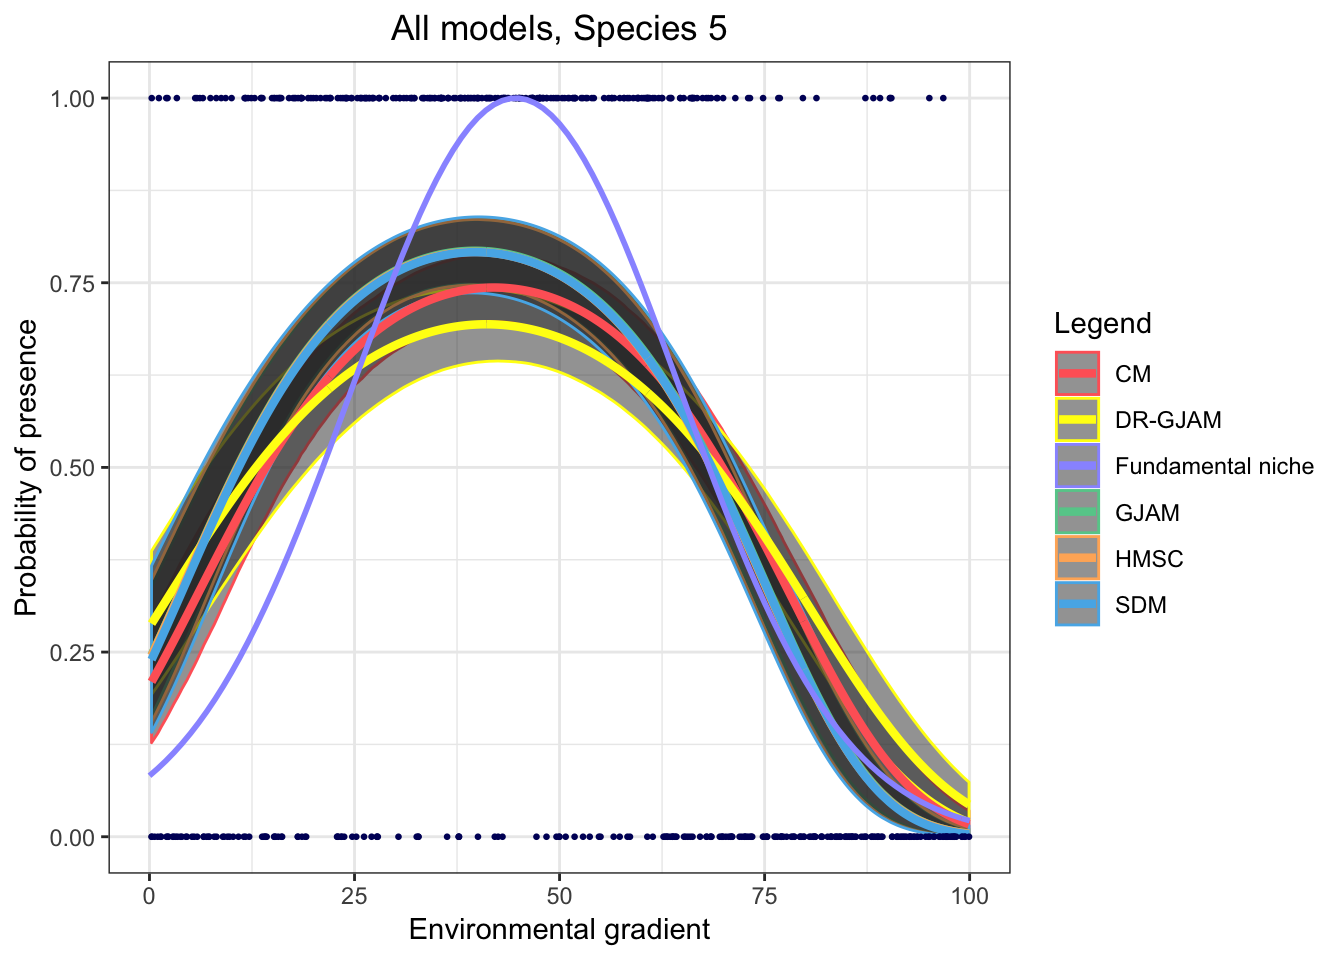 All models, Species 5
Probability of presence
1.00
0.75
0.50
0.25
0.00
0
25
50
75
100
Environmental gradient
Legend
CM
DR-GJAM
Fundamental niche
GJAM
HMSC
SDM